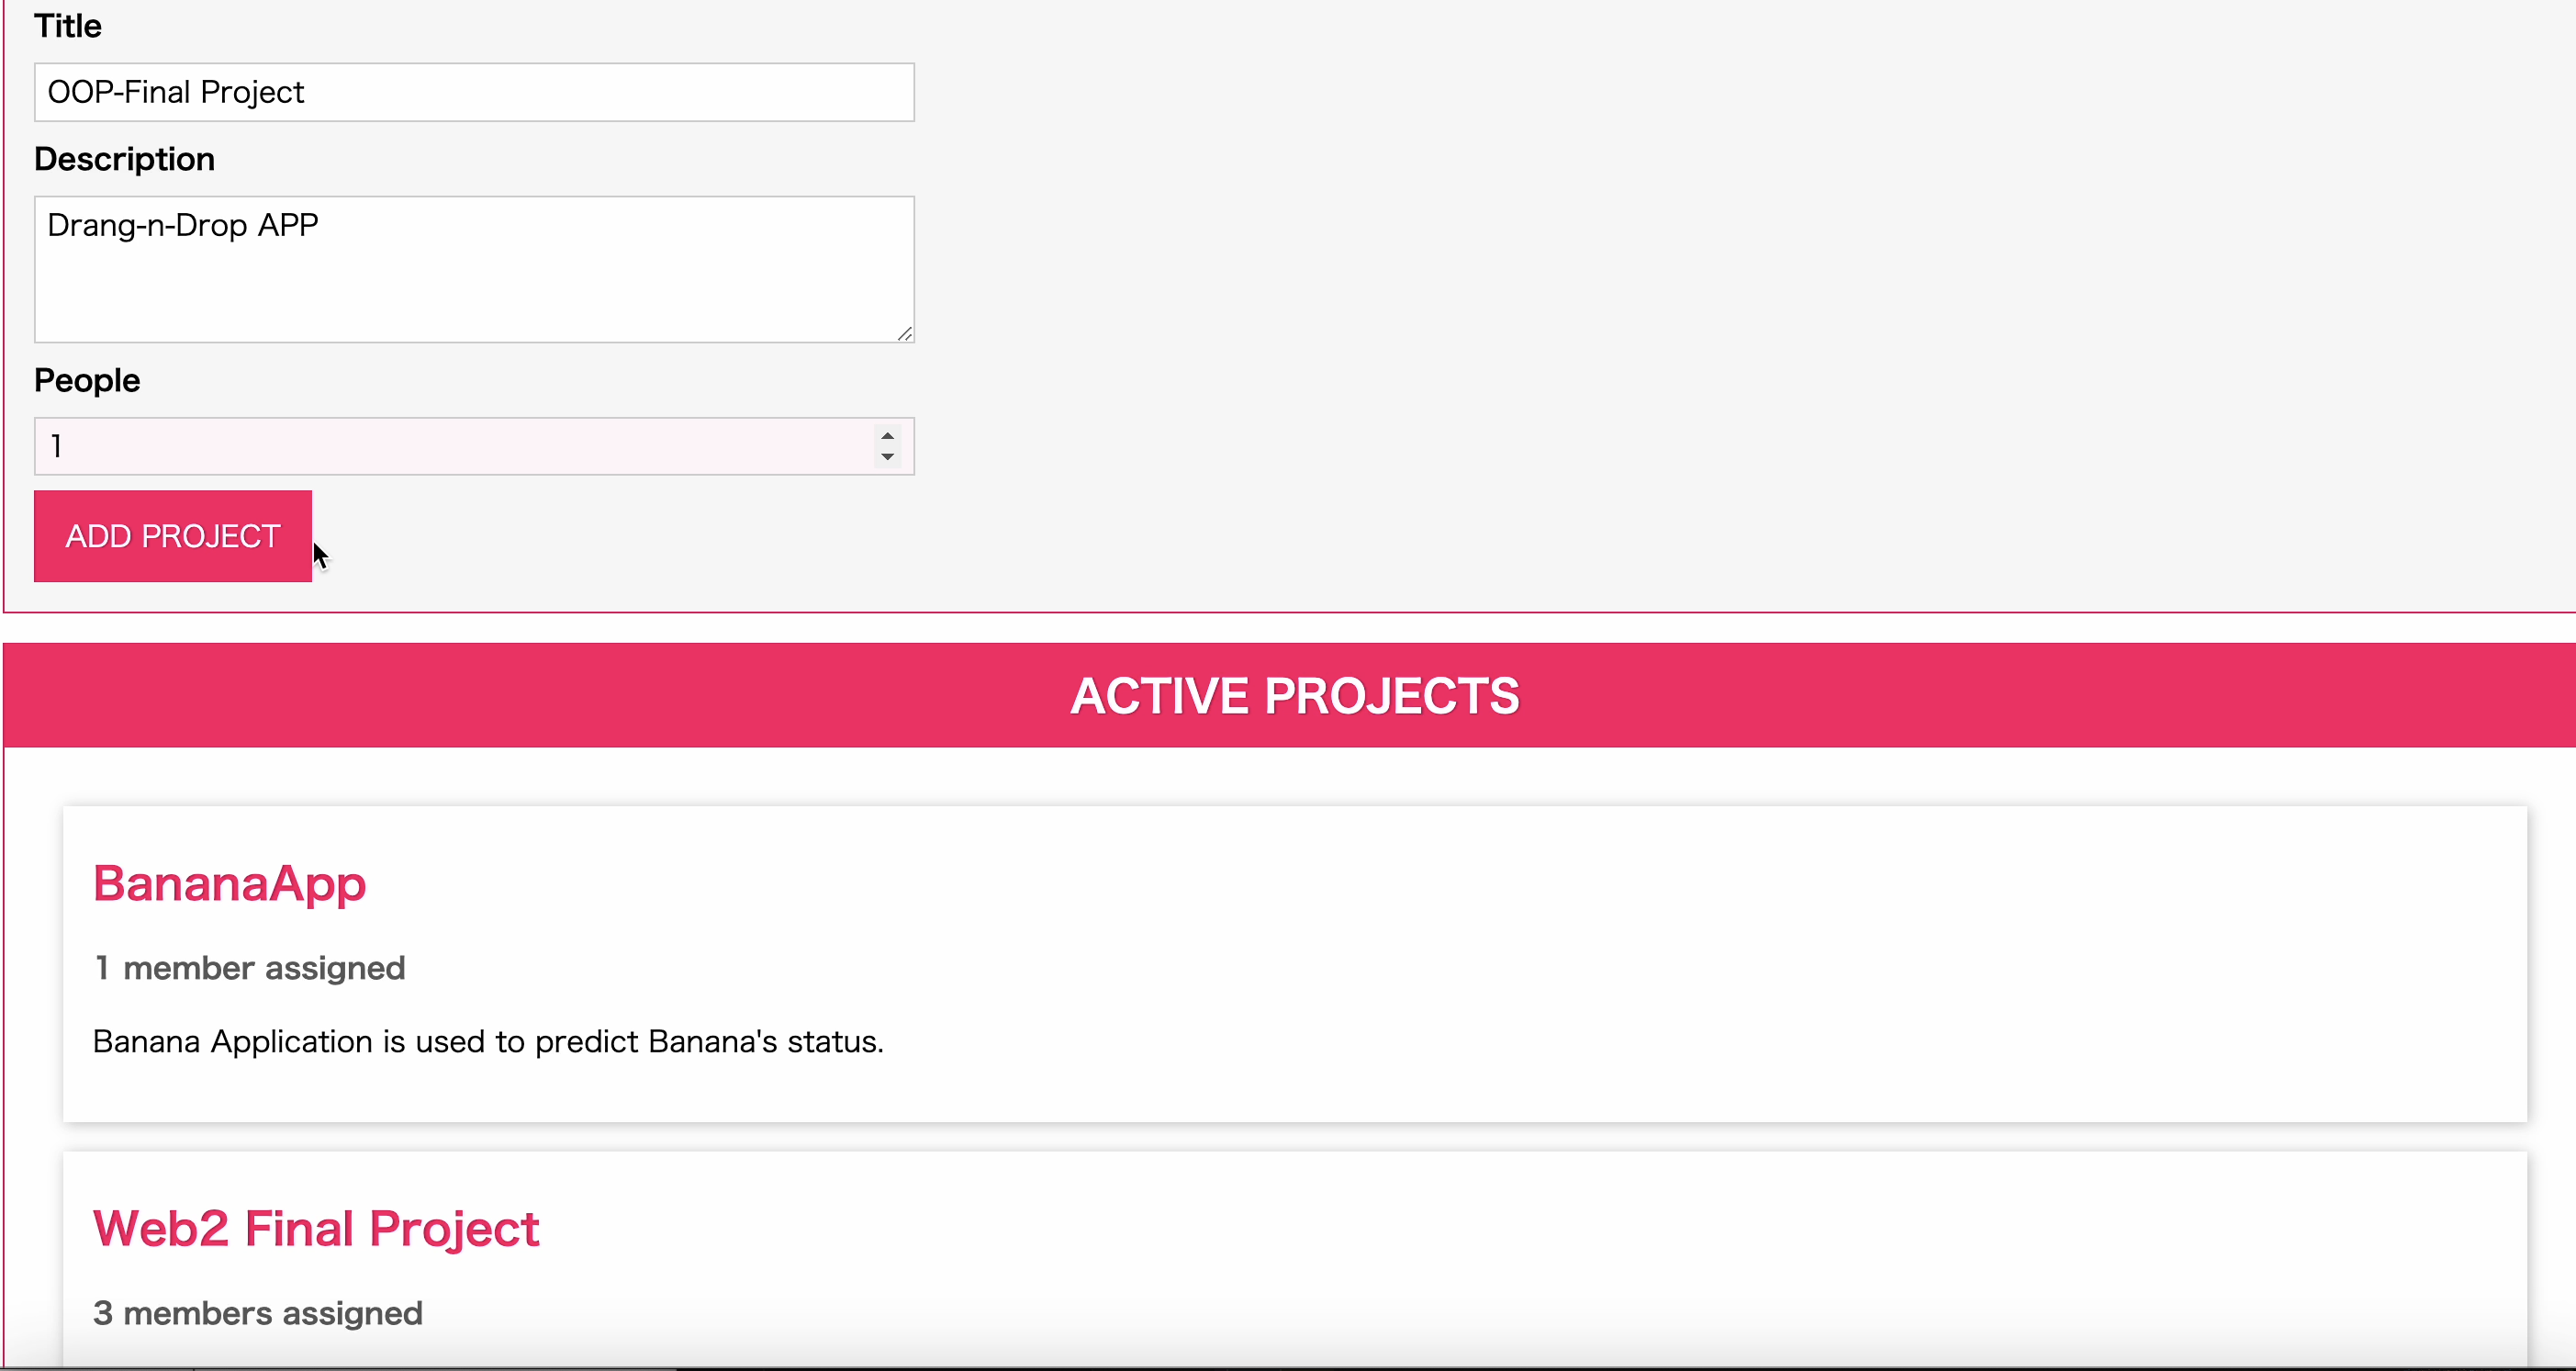 Title
OOP-Final Project
Description
Drang-n-Drop APP
People
1
ADD PROJECT
ACTIVE PROJECTS
BananaApp
1 member assigned
Banana Application is used to predict Banana's status.
Web2 Final Project
3 members assigned